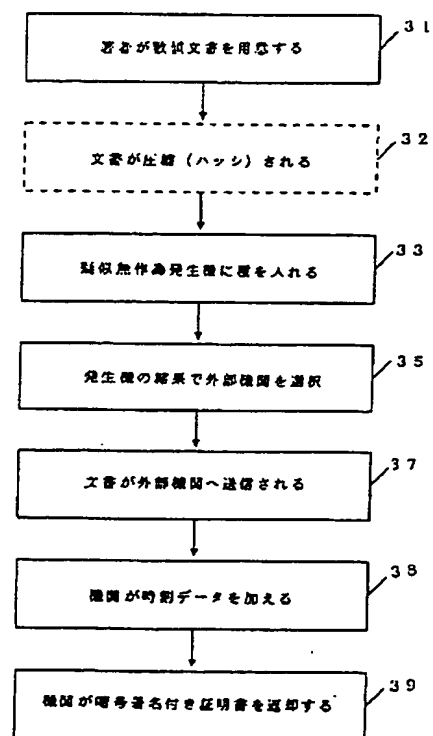 31
著者が数値文書を用意する
32
文書が圧縮（ハッシ）される
33
疑似無作為発生機に種を入れる
35
発生機の結果で外部機関を選択
37
文書が外部機関へ送信される
38
機関が時刻データを加える
39
機関が暗号署名付き証明書を返却する